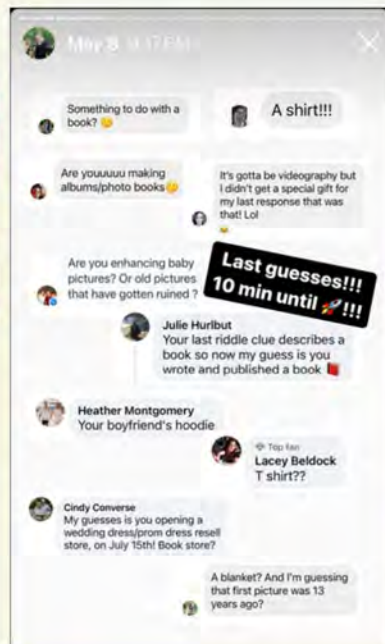 May 8 9:17PM
Something to do with a
book? 😊
A shirt!!!
Are youuuuu making
albums/photo books😊
It's gotta be videography but
I didn't get a special gift for
my last response that was
that! Lol
Are you enhancing baby
pictures? Or old pictures
that have gotten ruined ?
Last guesses!!!
10 min until 🚀!!!
Julie Hurlbut
Your last riddle clue describes a
book so now my guess is you
wrote and published a book 📕
Heather Montgomery
Your boyfriend's hoodie
Top fan
Lacey Beldock
T shirt??
Cindy Converse
My guesses is you opening a
wedding dress/prom dress resell
store, on July 15th! Book store?
A blanket? And I'm guessing
that first picture was 13
years ago?